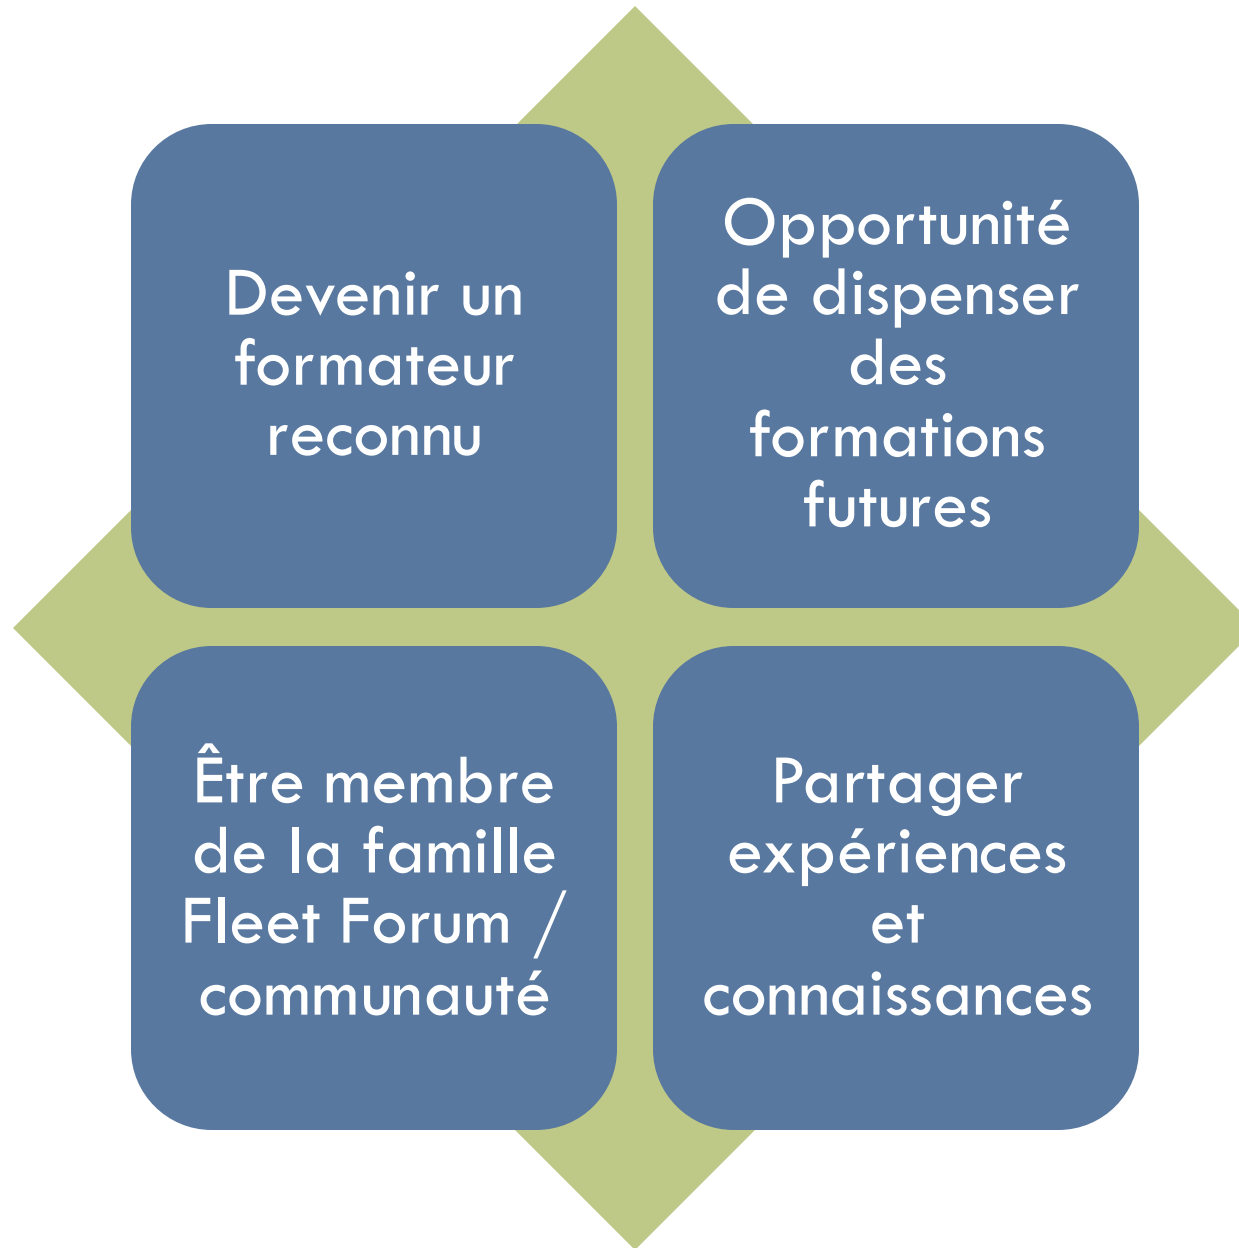 Devenir un
formateur
reconnu
Opportunité
de dispenser
des
formations
futures
Être membre
de la famille
Fleet Forum /
communauté
Partager
expériences
et
connaissances